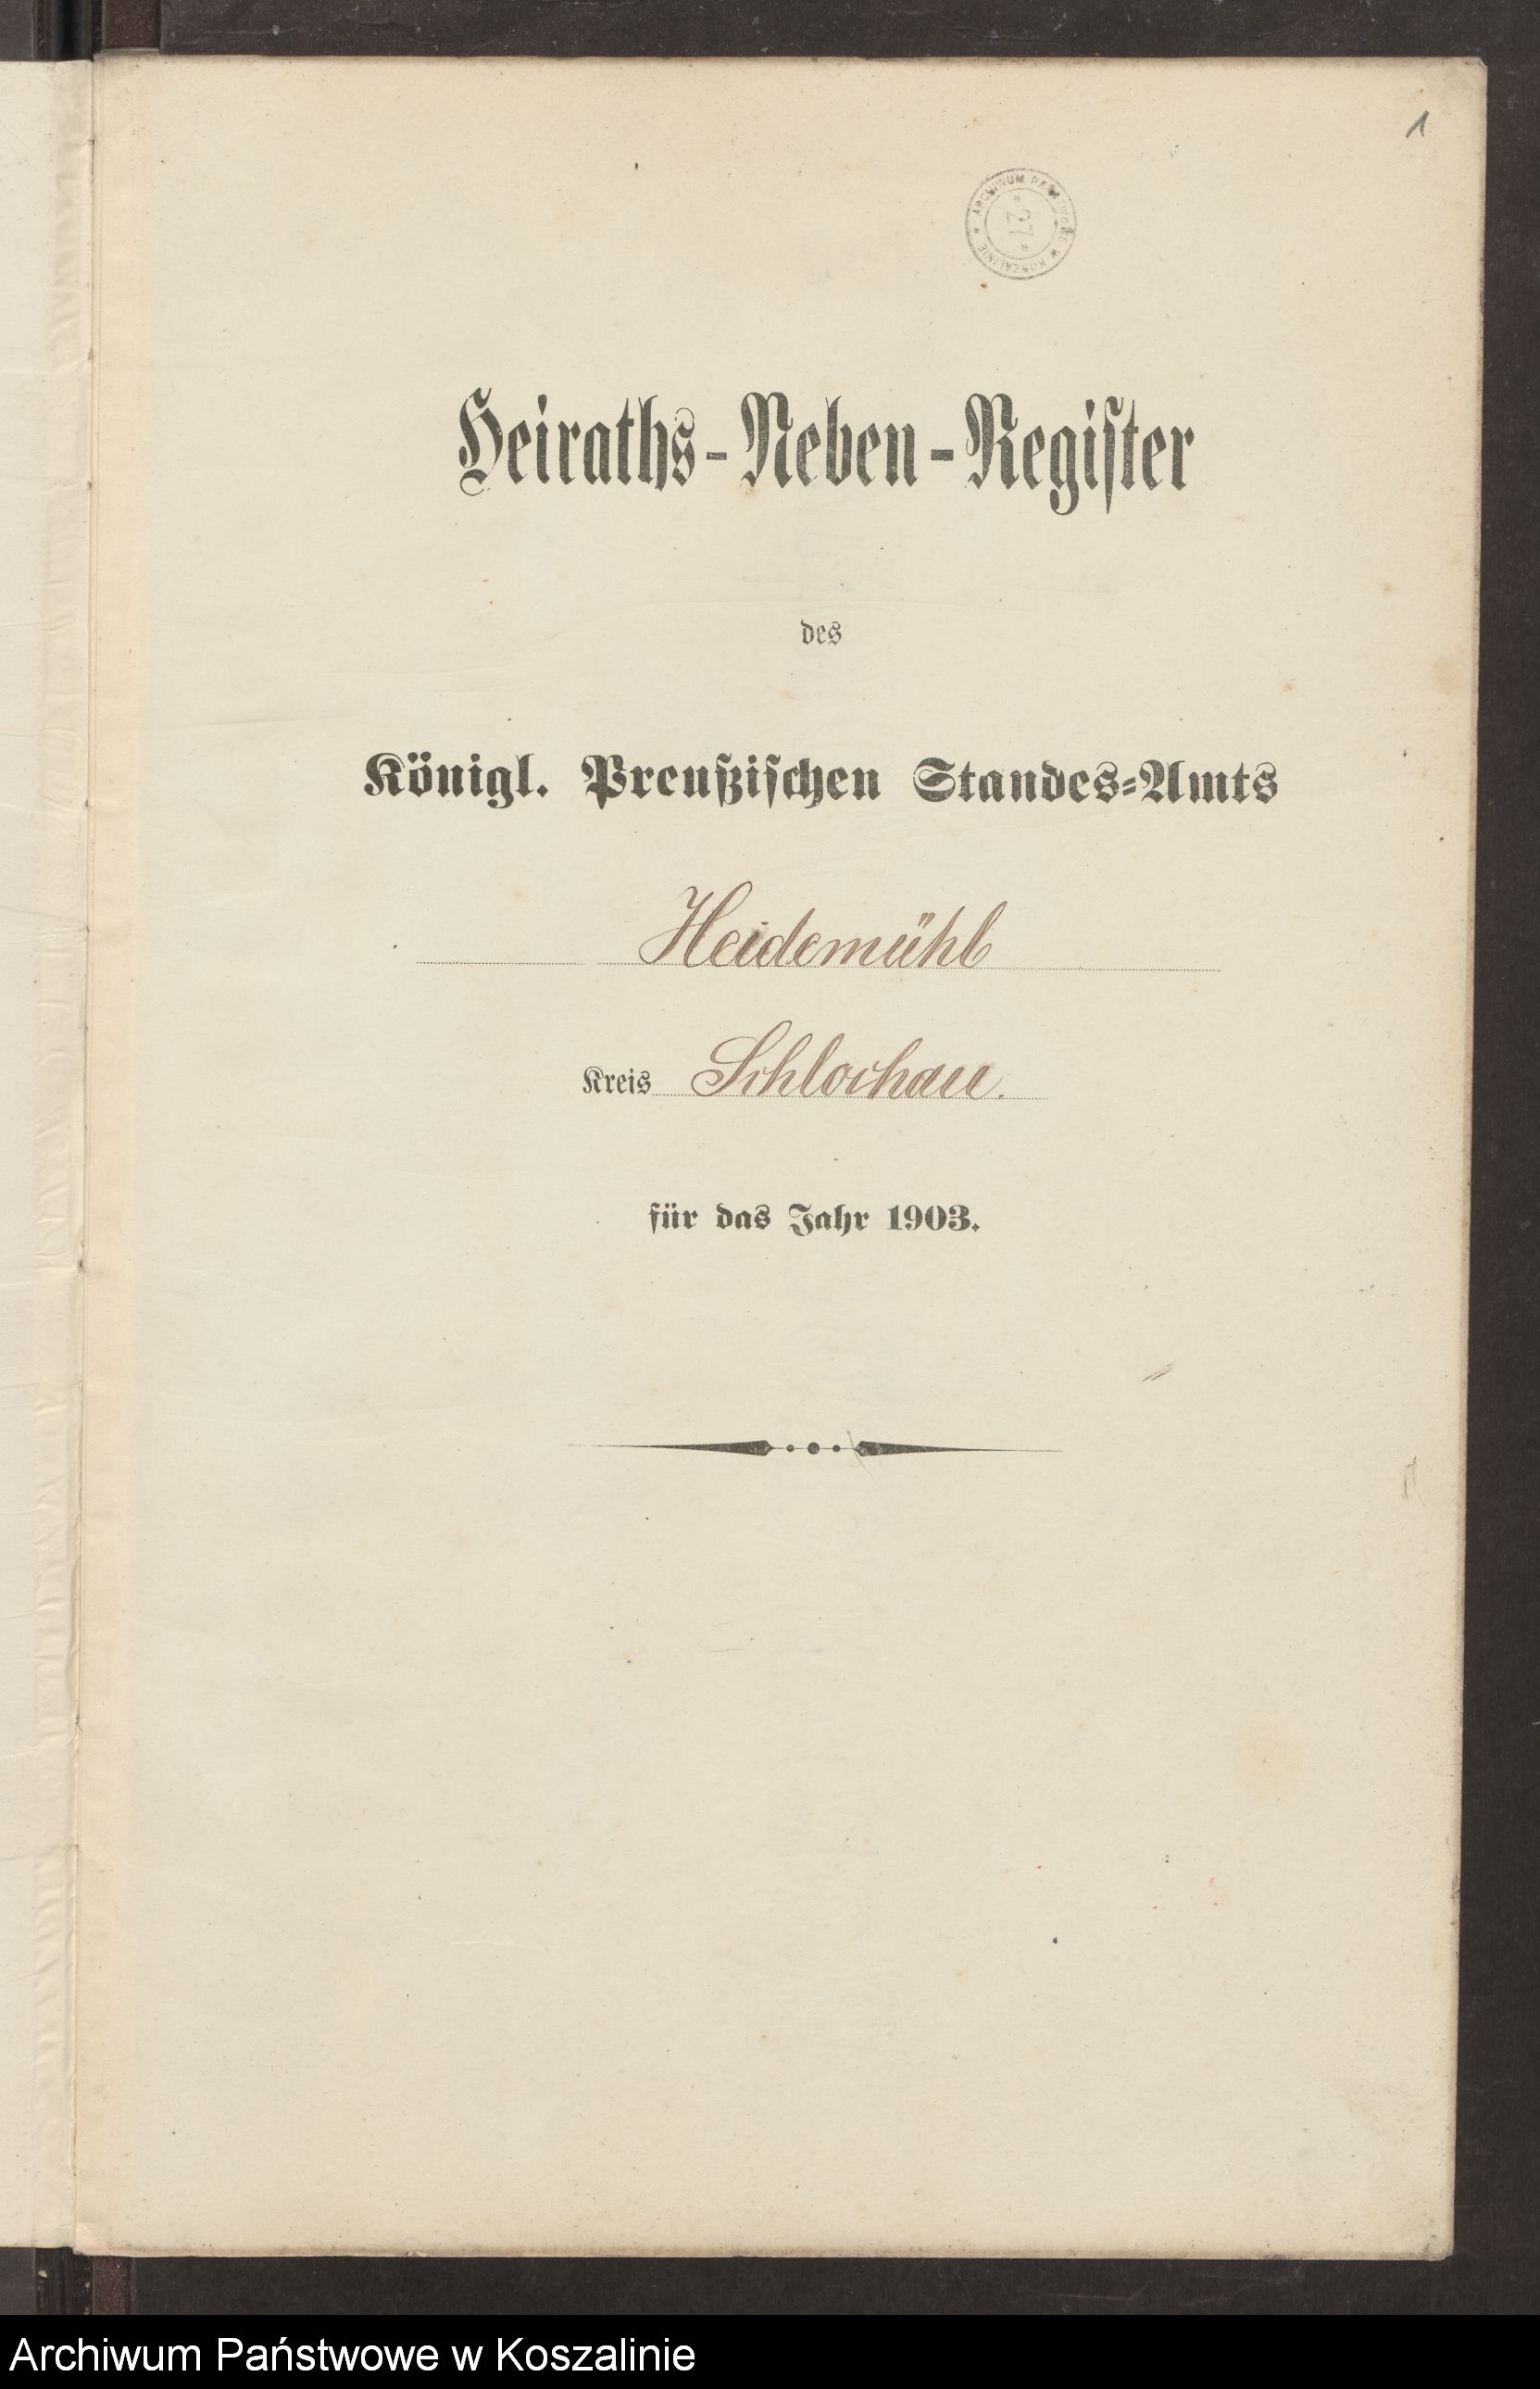 1
ARCHIWUM PAŃSTWOWE W KOSZALINIE
* 27 *
Heiraths-Neben-Register
des
Königl. Preußischen Standes-Amts
Heidemühl
Kreis Schlochau.
für das Jahr 1903.
Archiwum Państwowe w Koszalinie